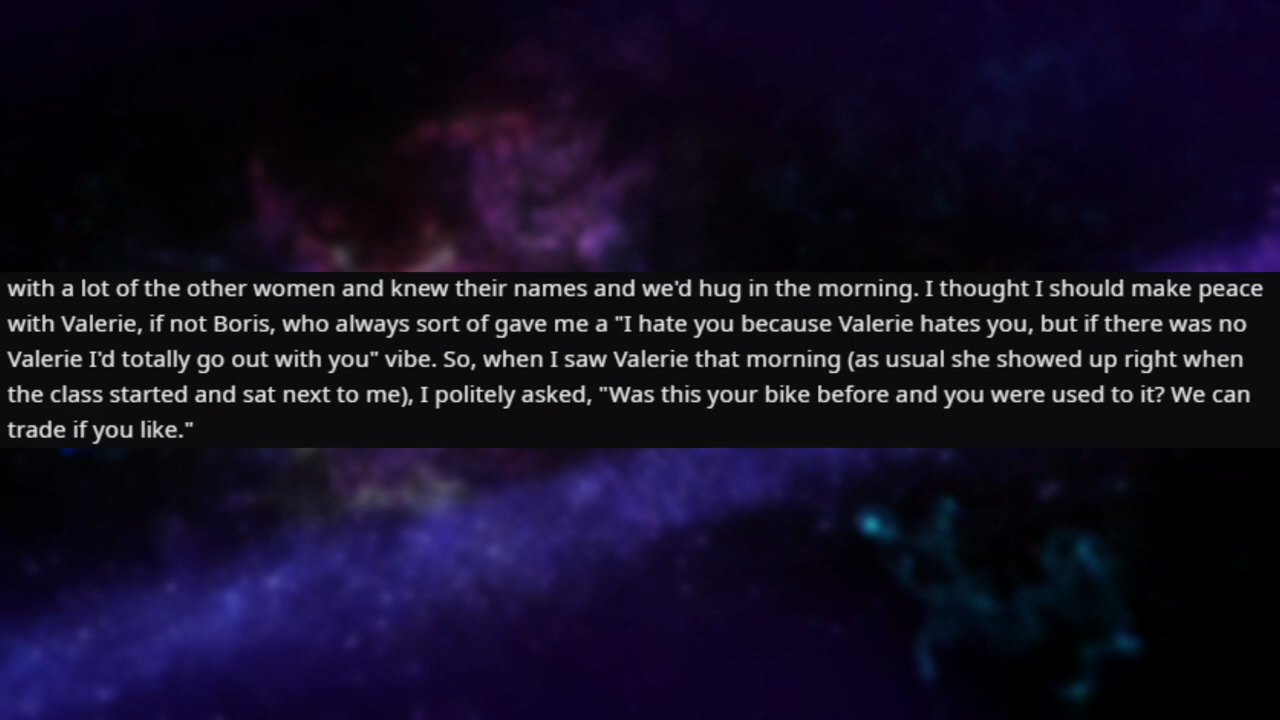 with a lot of the other women and knew their names and we'd hug in the morning. I thought I should make peace
with Valerie, if not Boris, who always sort of gave me a "I hate you because Valerie hates you, but if there was no
Valerie I'd totally go out with you" vibe. So, when I saw Valerie that morning (as usual she showed up right when
the class started and sat next to me), I politely asked, "Was this your bike before and you were used to it? We can
trade if you like."